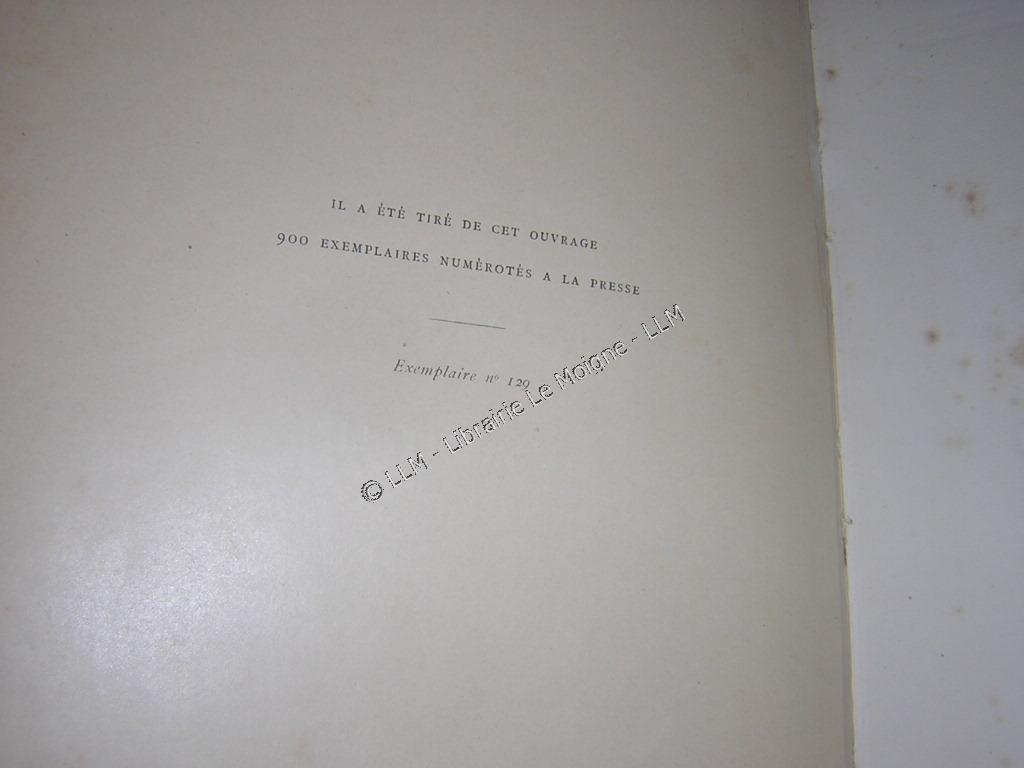 IL A ÉTÉ TIRÉ DE CET OUVRAGE
900 EXEMPLAIRES NUMÉROTÉS A LA PRESSE
Exemplaire nº 129
© LLM - Librairie Le Moigne - LLM